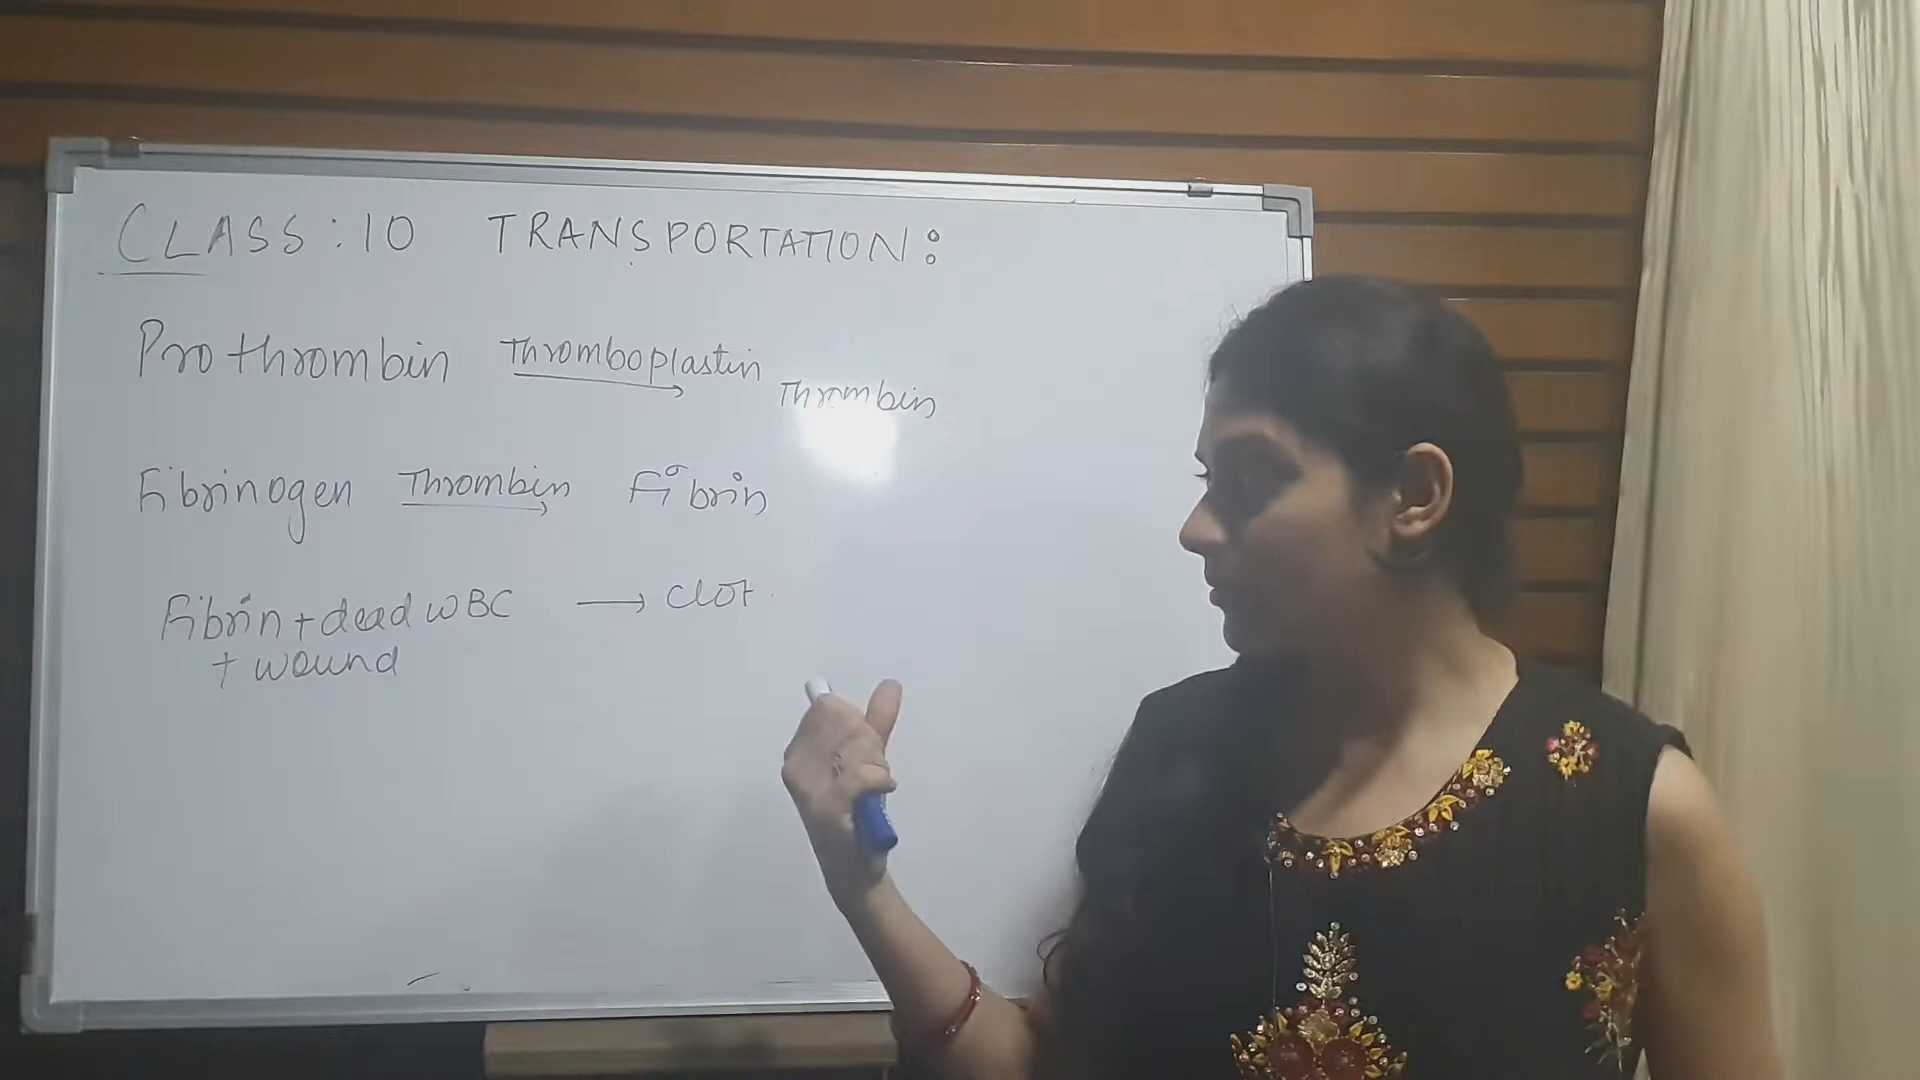 CLASS : 10 TRANSPORTATION :
Prothrombin Thromboplastin → Thrombin
Fibrinogen Thrombin → Fibrin
Fibrin + dead WBC → clot
+ wound